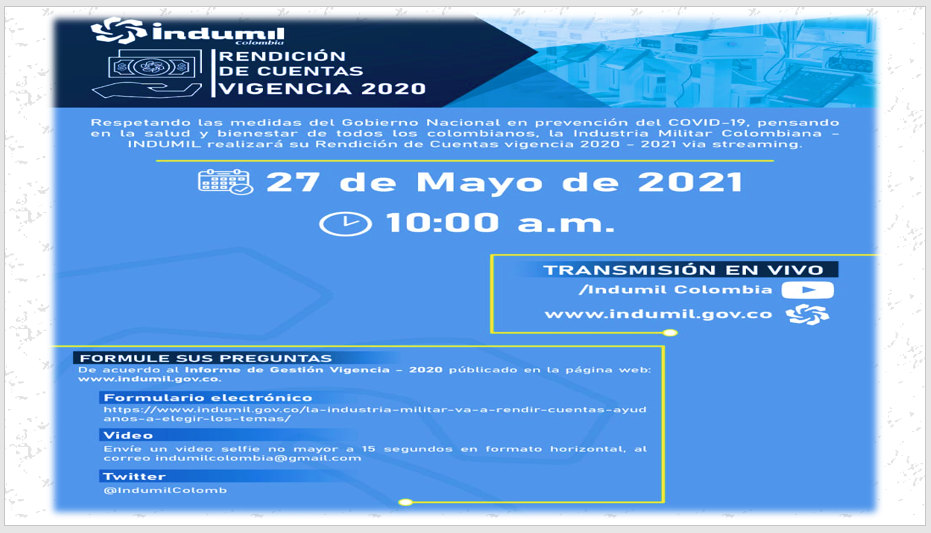 indumil
Colombia
RENDICIÓN
DE CUENTAS
VIGENCIA 2020
Respetando las medidas del Gobierno Nacional en prevención del COVID-19, pensando
en la salud y bienestar de todos los colombianos, la Industria Militar Colombiana -
INDUMIL realizará su Rendición de Cuentas vigencia 2020 - 2021 via streaming.
27 de Mayo de 2021
10:00 a.m.
TRANSMISIÓN EN VIVO
/Indumil Colombia
www.indumil.gov.co
FORMULE SUS PREGUNTAS
De acuerdo al Informe de Gestión Vigencia - 2020 públicado en la página web:
www.indumil.gov.co.
Formulario electrónico
https://www.indumil.gov.co/la-industria-militar-va-a-rendir-cuentas-ayud
anos-a-elegir-los-temas/
Video
Envíe un video selfie no mayor a 15 segundos en formato horizontal, al
correo indumilcolombia@gmail.com
Twitter
@IndumilColomb